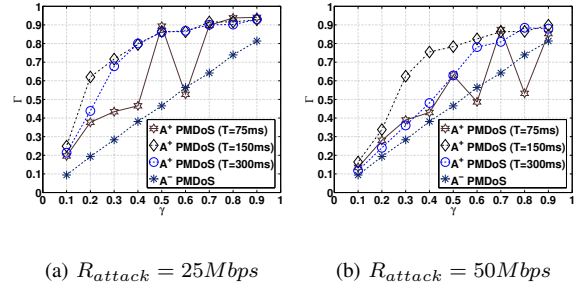 1
0.9
0.8
0.7
0.6
0.5
0.4
0.3
0.2
0.1
0
Γ
0 0.1 0.2 0.3 0.4 0.5 0.6 0.7 0.8 0.9 1
γ
A+ PMDoS (T=75ms)
A+ PMDoS (T=150ms)
A+ PMDoS (T=300ms)
A− PMDoS
(a) R_attack = 25Mbps
1
0.9
0.8
0.7
0.6
0.5
0.4
0.3
0.2
0.1
0
Γ
0 0.1 0.2 0.3 0.4 0.5 0.6 0.7 0.8 0.9 1
γ
A+ PMDoS (T=75ms)
A+ PMDoS (T=150ms)
A+ PMDoS (T=300ms)
A− PMDoS
(b) R_attack = 50Mbps